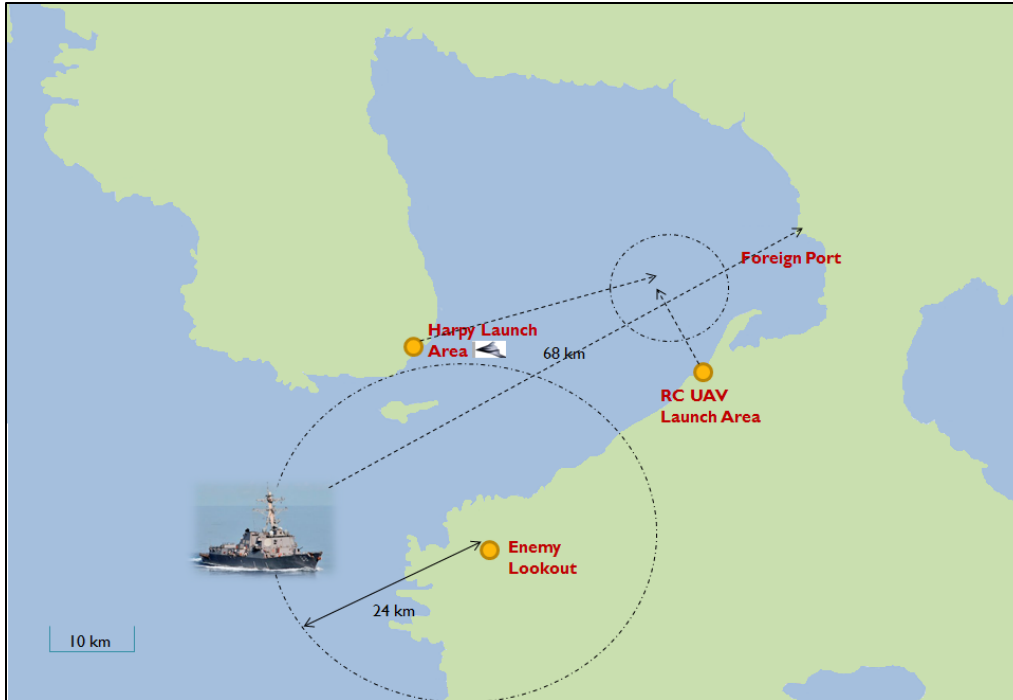 Foreign Port
Harpy Launch
Area
68 km
RC UAV
Launch Area
Enemy
Lookout
24 km
10 km